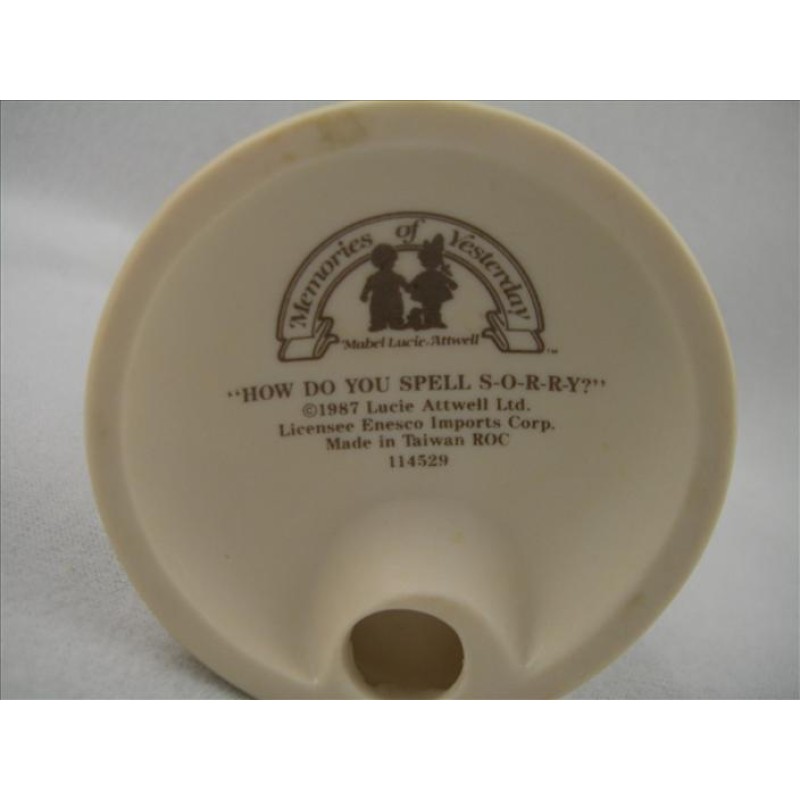 Memories of Yesterday
Mabel Lucie Attwell
TM
"HOW DO YOU SPELL S-O-R-R-Y?"
©1987 Lucie Attwell Ltd.
Licensee Enesco Imports Corp.
Made in Taiwan ROC
114529